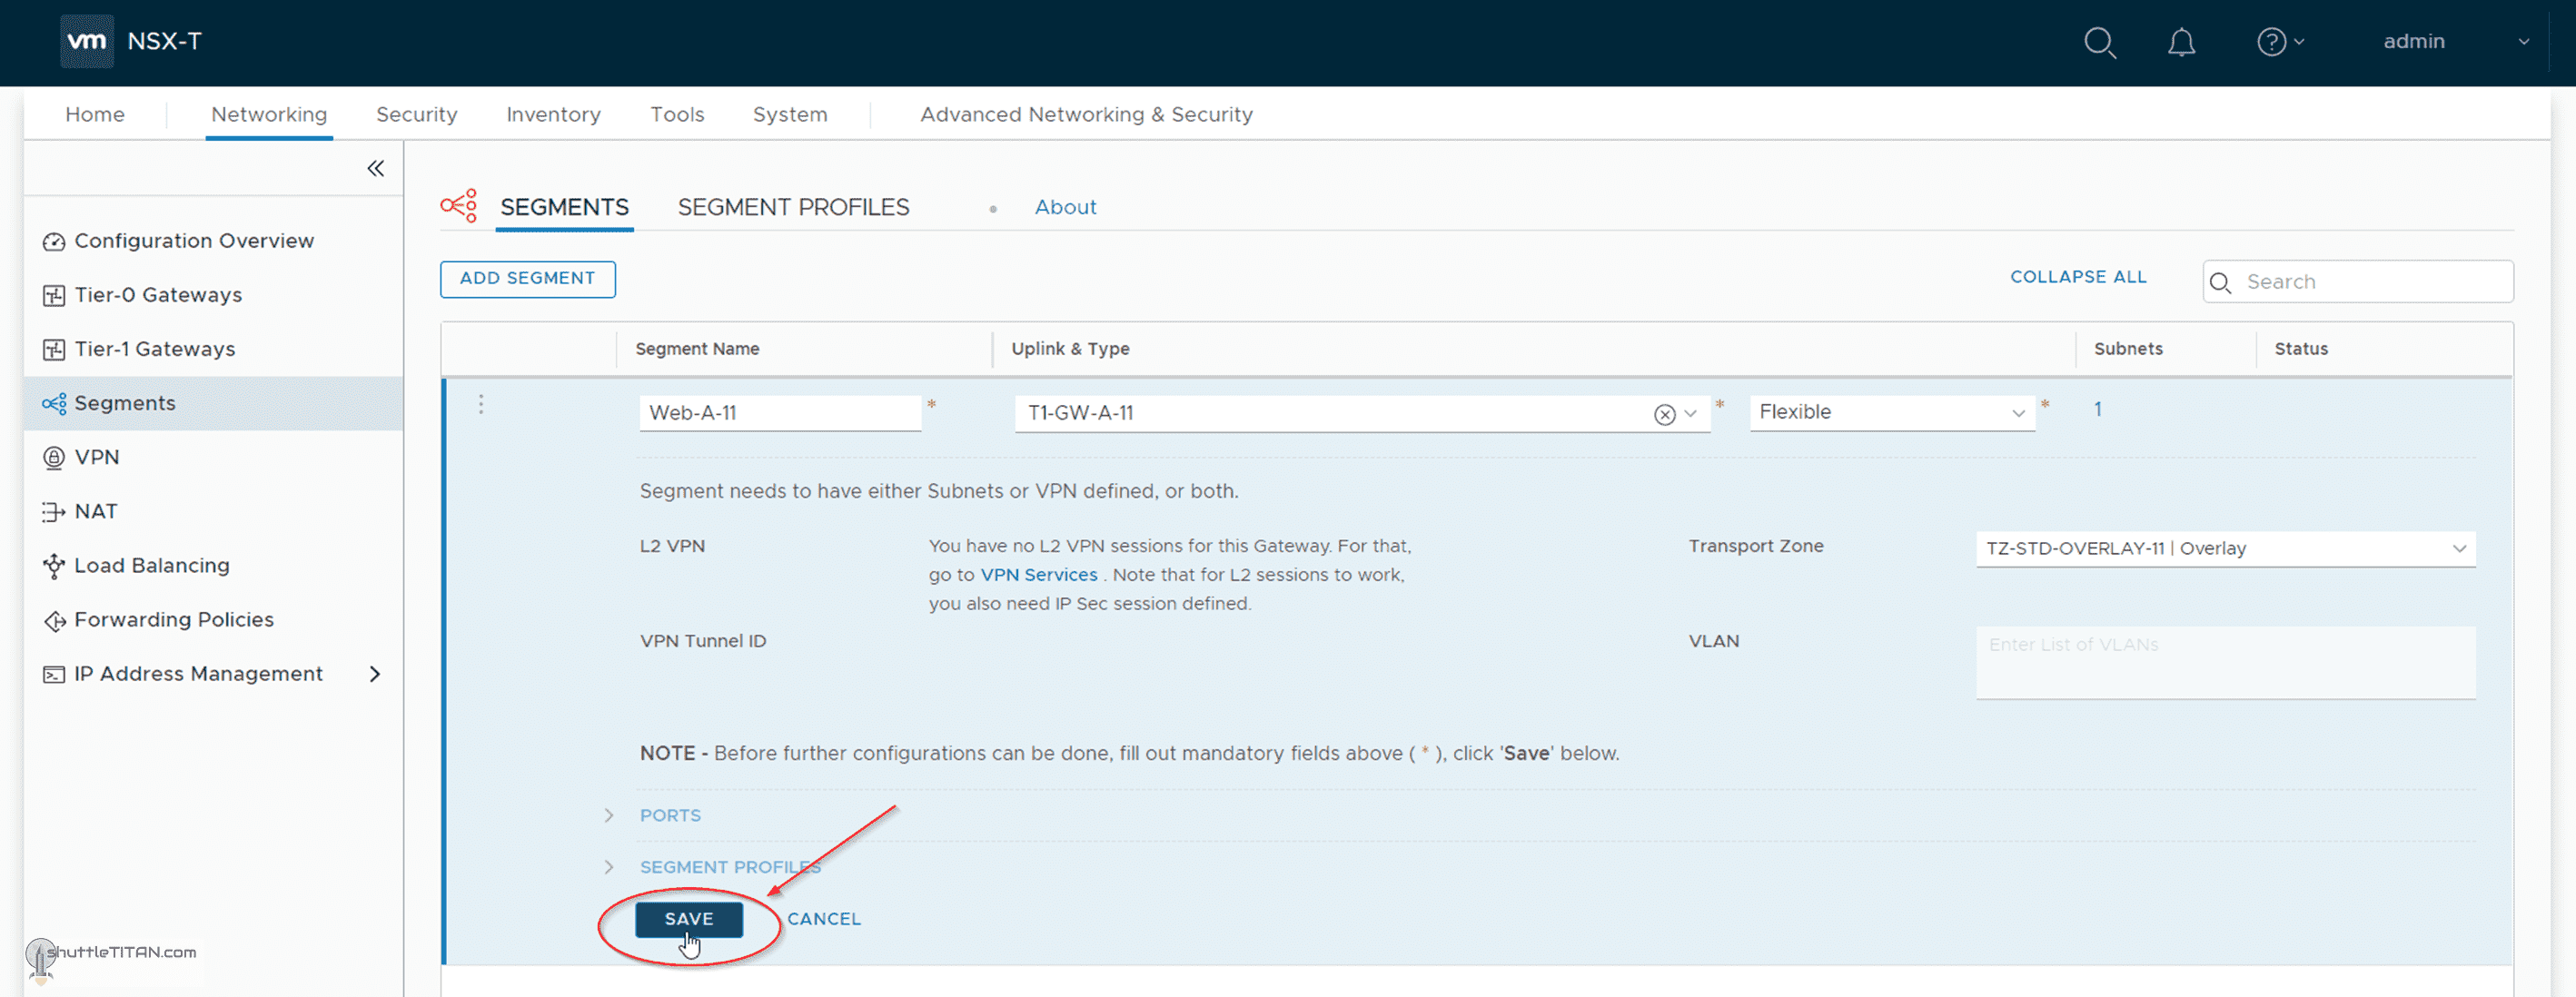 vm NSX-T admin
Home Networking Security Inventory Tools System Advanced Networking & Security
Configuration Overview
Tier-0 Gateways
Tier-1 Gateways
Segments
VPN
NAT
Load Balancing
Forwarding Policies
IP Address Management
SEGMENTS SEGMENT PROFILES • About
ADD SEGMENT COLLAPSE ALL Search
Segment Name Uplink & Type Subnets Status
Web-A-11 * T1-GW-A-11 * Flexible * 1
Segment needs to have either Subnets or VPN defined, or both.
L2 VPN
You have no L2 VPN sessions for this Gateway. For that,
go to VPN Services . Note that for L2 sessions to work,
you also need IP Sec session defined.
Transport Zone TZ-STD-OVERLAY-11 | Overlay
VPN Tunnel ID
VLAN Enter List of VLANs
NOTE - Before further configurations can be done, fill out mandatory fields above ( * ), click 'Save' below.
PORTS
SEGMENT PROFILES
SAVE CANCEL
shuttleTITAN.com